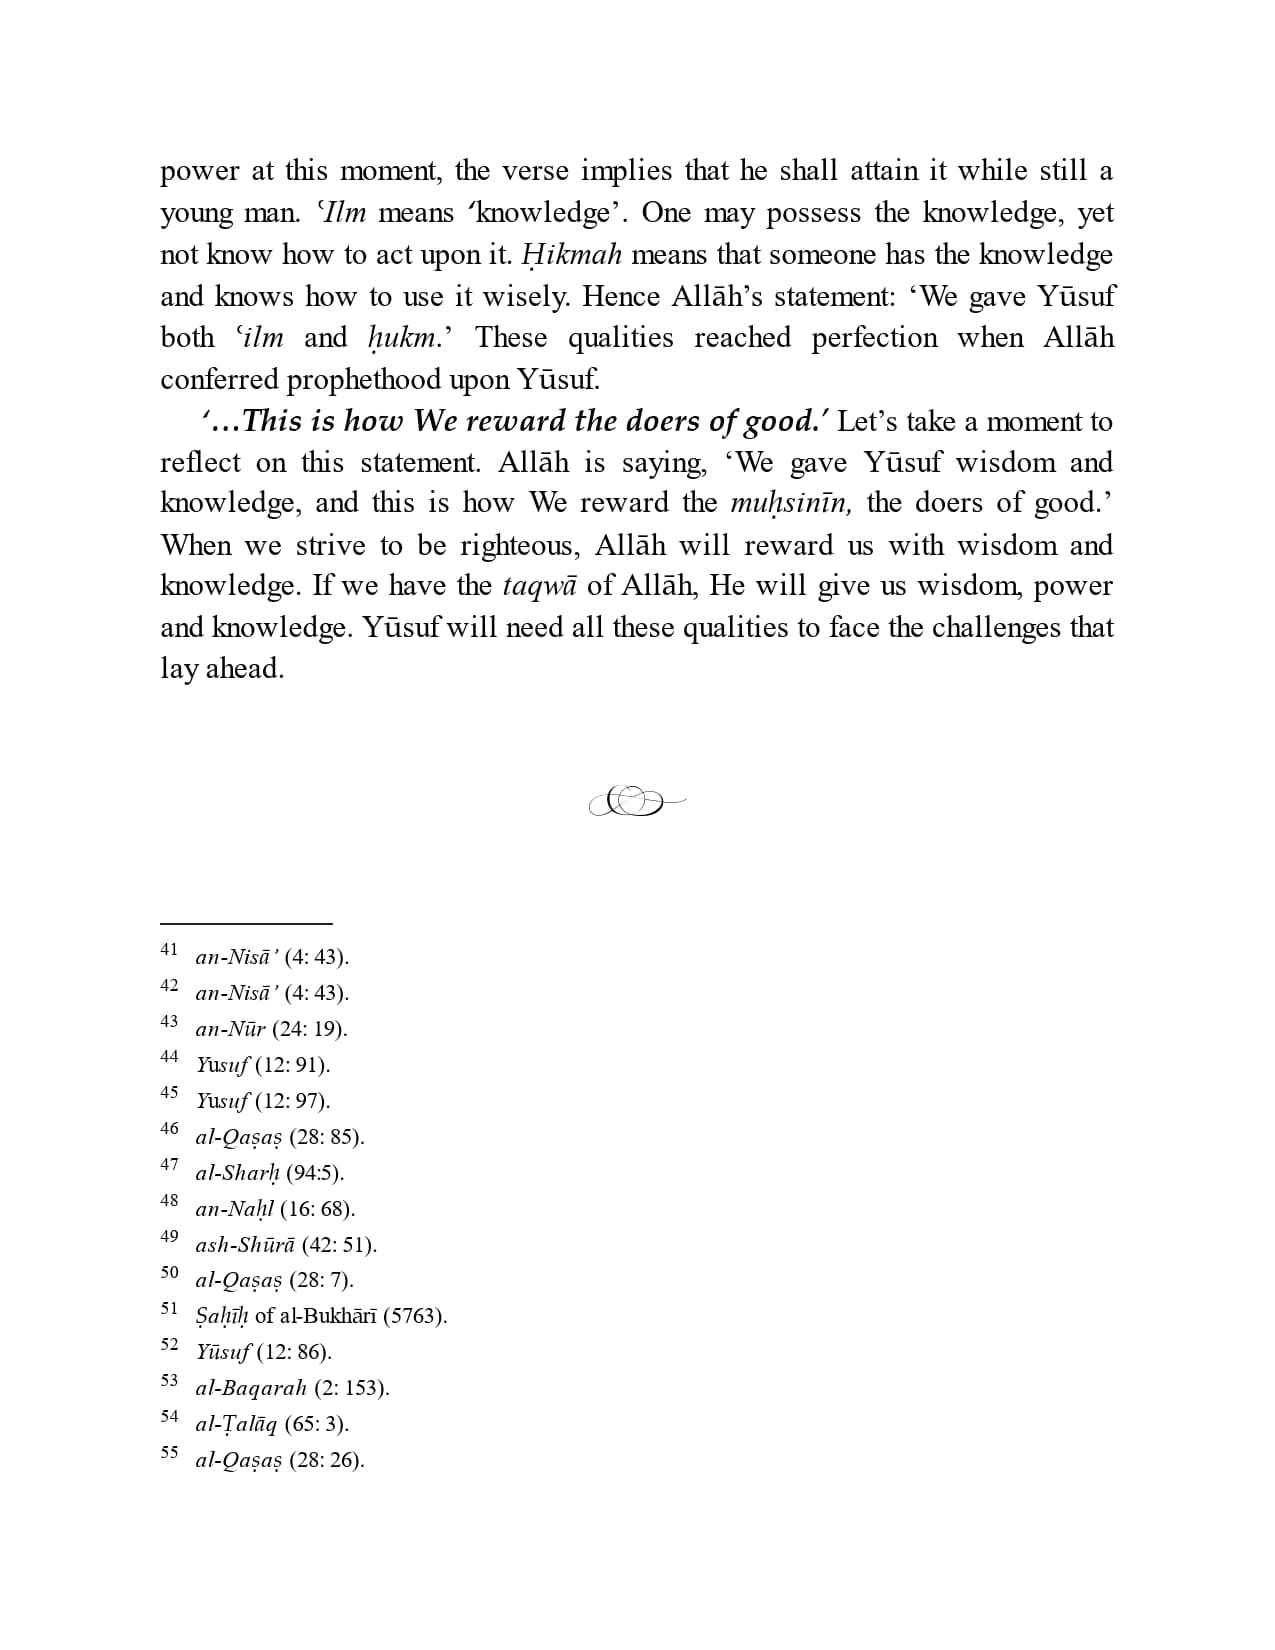 power at this moment, the verse implies that he shall attain it while still a
young man. ʿIlm means ‘knowledge’. One may possess the knowledge, yet
not know how to act upon it. Ḥikmah means that someone has the knowledge
and knows how to use it wisely. Hence Allāh’s statement: ‘We gave Yūsuf
both ʿilm and ḥukm.’ These qualities reached perfection when Allāh
conferred prophethood upon Yūsuf.
‘…This is how We reward the doers of good.’ Let’s take a moment to
reflect on this statement. Allāh is saying, ‘We gave Yūsuf wisdom and
knowledge, and this is how We reward the muḥsinīn, the doers of good.’
When we strive to be righteous, Allāh will reward us with wisdom and
knowledge. If we have the taqwā of Allāh, He will give us wisdom, power
and knowledge. Yūsuf will need all these qualities to face the challenges that
lay ahead.
41 an-Nisā’ (4: 43).
42 an-Nisā’ (4: 43).
43 an-Nūr (24: 19).
44 Yusuf (12: 91).
45 Yusuf (12: 97).
46 al-Qaṣaṣ (28: 85).
47 al-Sharḥ (94:5).
48 an-Naḥl (16: 68).
49 ash-Shūrā (42: 51).
50 al-Qaṣaṣ (28: 7).
51 Ṣaḥīḥ of al-Bukhārī (5763).
52 Yūsuf (12: 86).
53 al-Baqarah (2: 153).
54 al-Ṭalāq (65: 3).
55 al-Qaṣaṣ (28: 26).